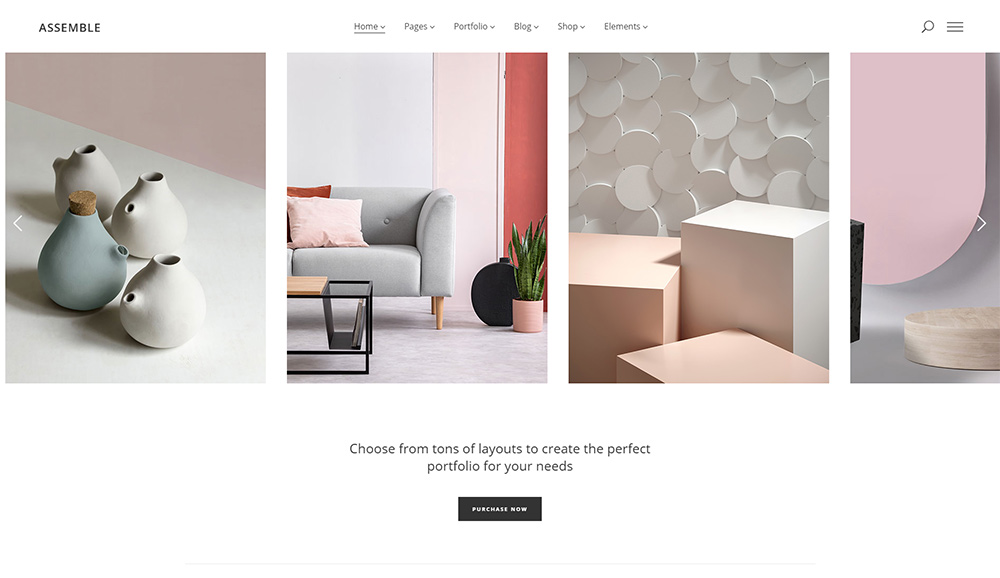 ASSEMBLE
Home Pages Portfolio Blog Shop Elements
Choose from tons of layouts to create the perfect
portfolio for your needs
PURCHASE NOW